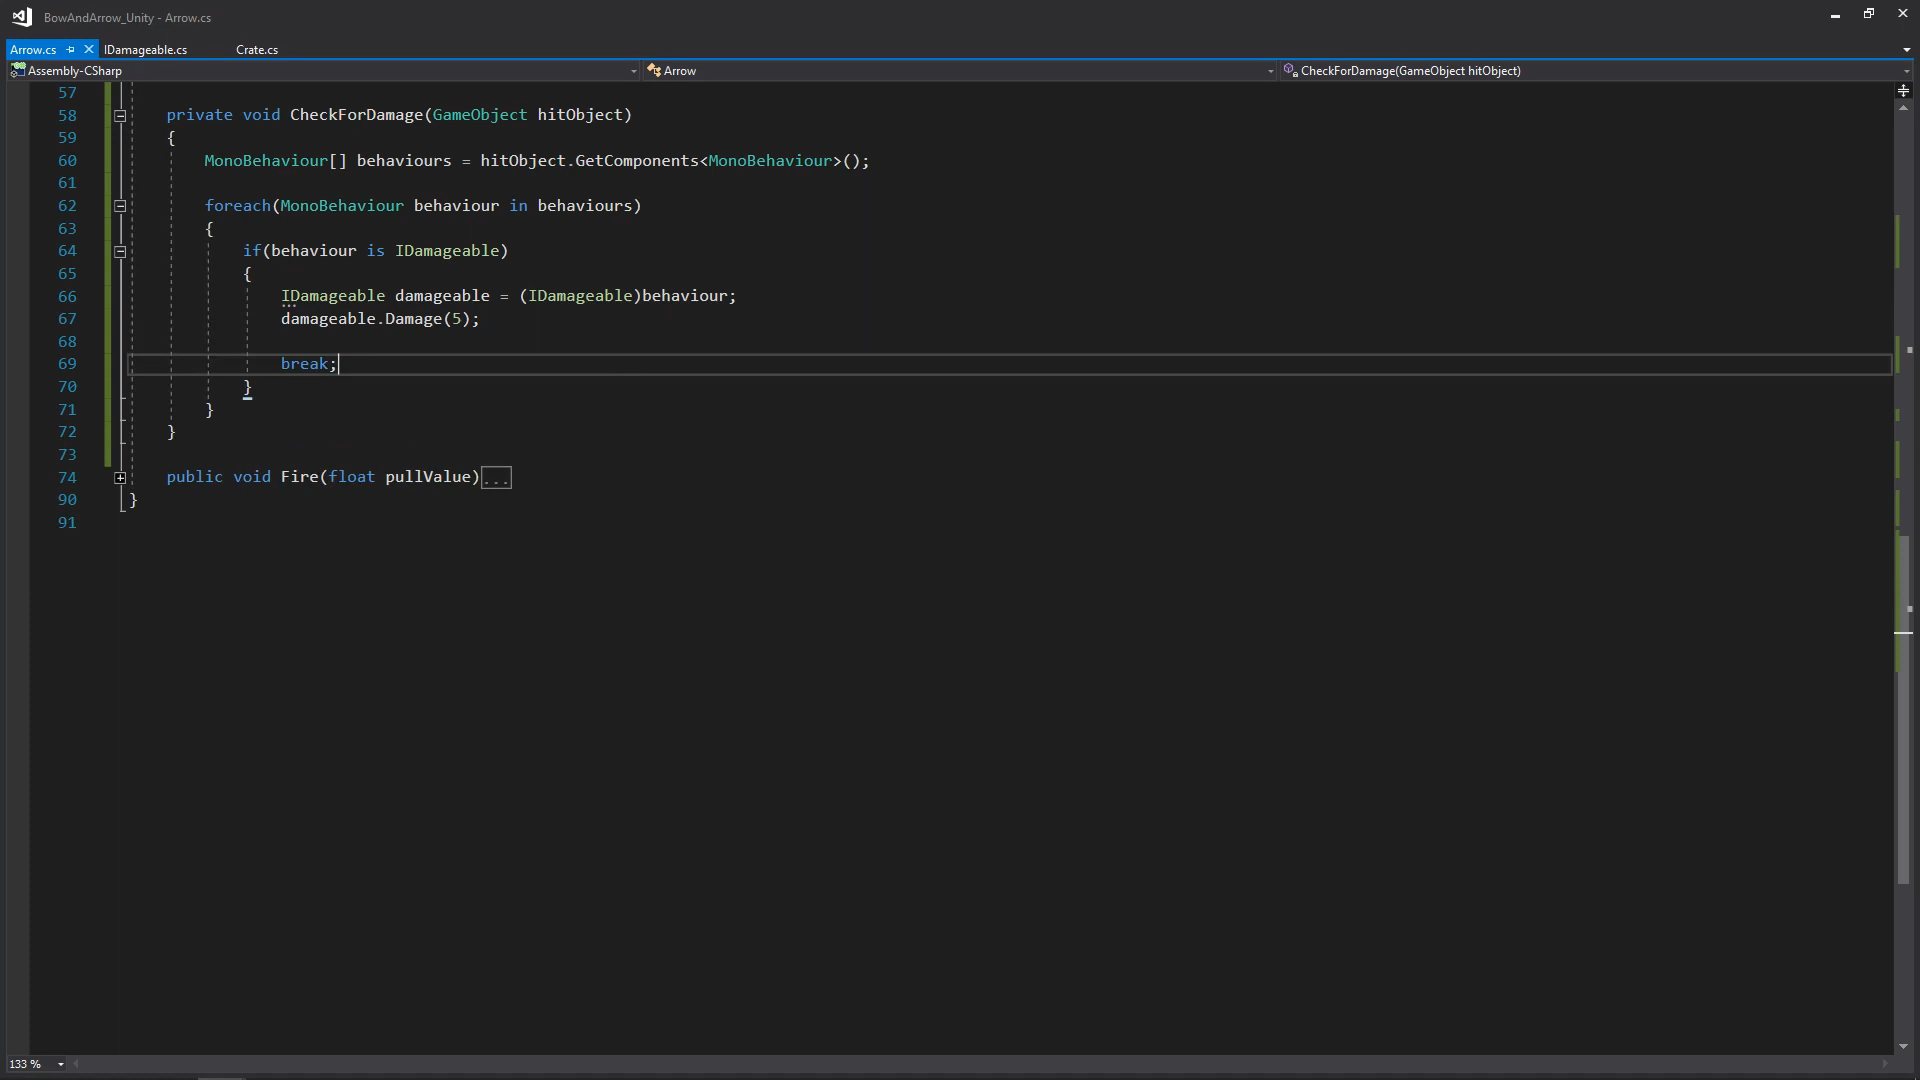 BowAndArrow_Unity - Arrow.cs
Arrow.cs IDamageable.cs Crate.cs
Assembly-CSharp Arrow CheckForDamage(GameObject hitObject)
57
58 private void CheckForDamage(GameObject hitObject)
59 {
60 MonoBehaviour[] behaviours = hitObject.GetComponents<MonoBehaviour>();
61
62 foreach(MonoBehaviour behaviour in behaviours)
63 {
64 if(behaviour is IDamageable)
65 {
66 IDamageable damageable = (IDamageable)behaviour;
67 damageable.Damage(5);
68
69 break;
70 }
71 }
72 }
73
74 public void Fire(float pullValue)...
90 }
91
133 %